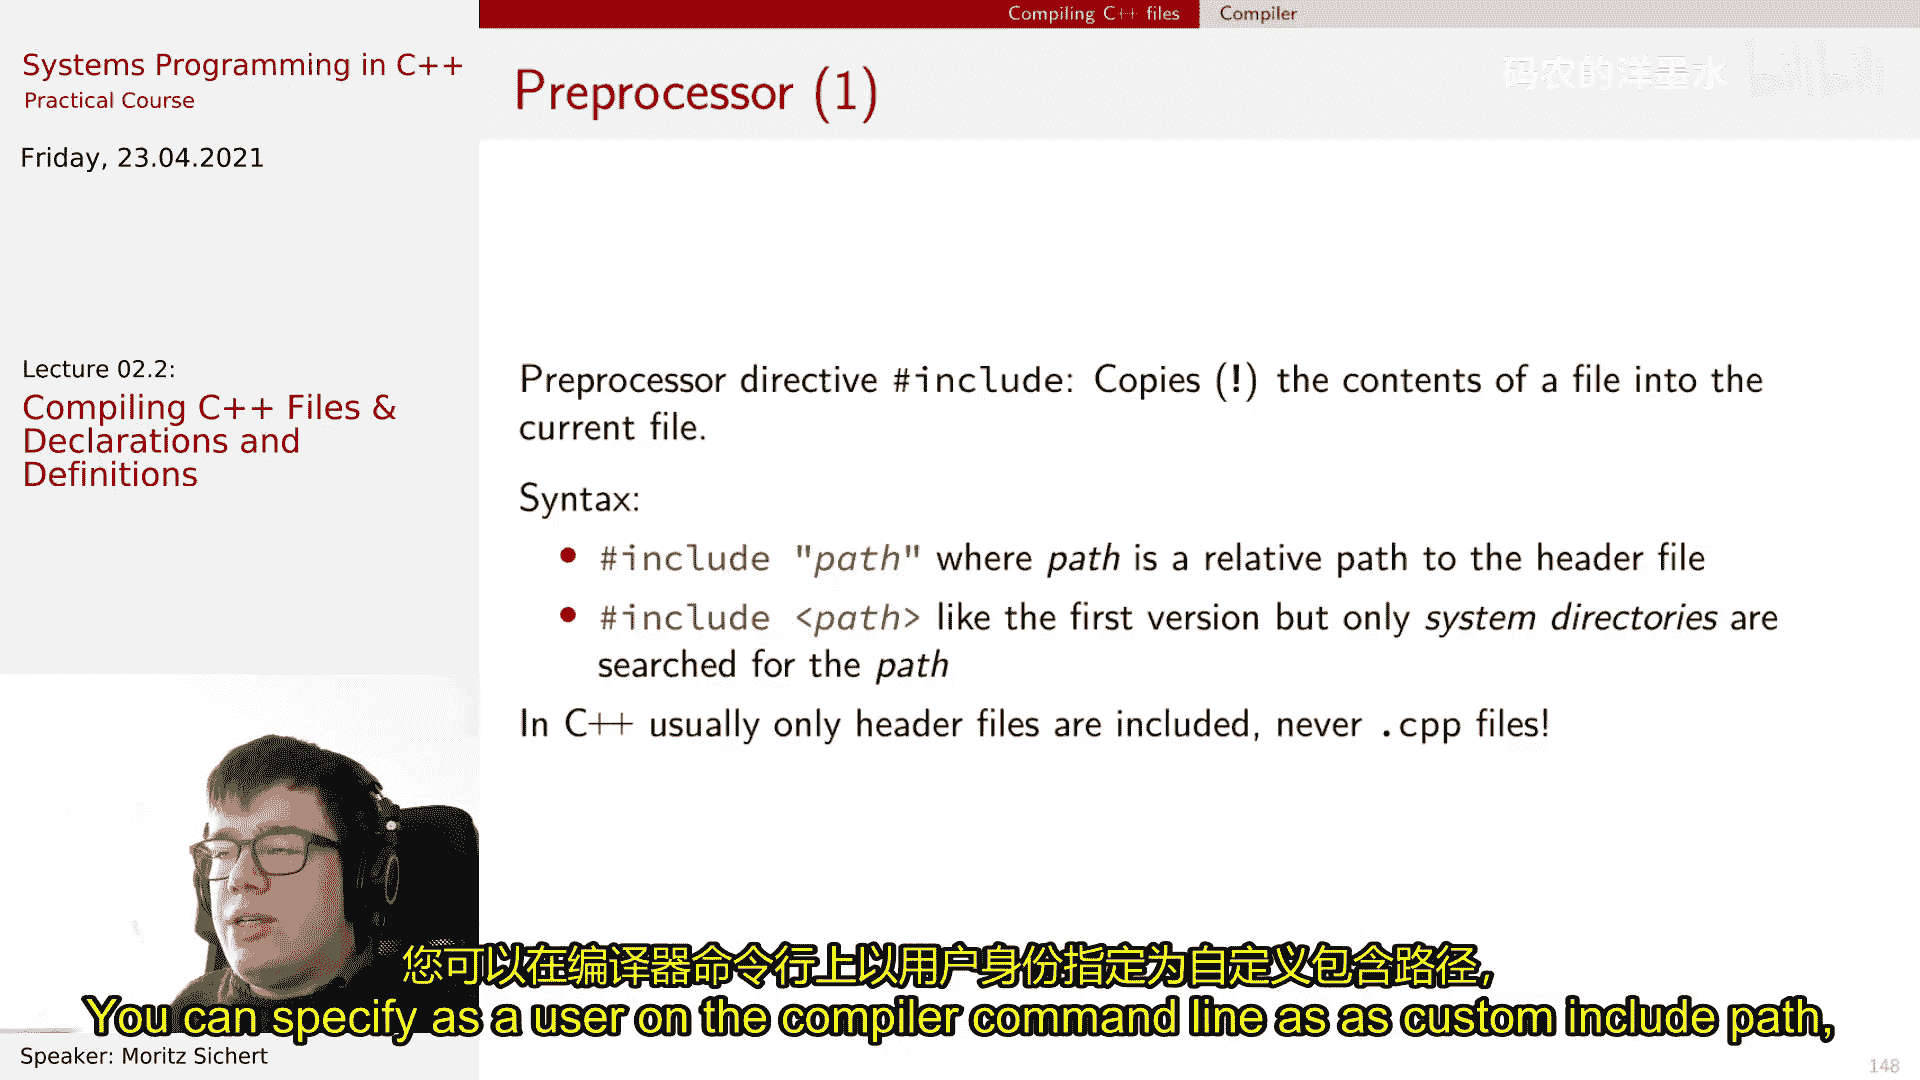 Compiling C++ files
Compiler
Systems Programming in C++
Practical Course
Friday, 23.04.2021
Preprocessor (1)
码农的洋墨水
bilibili
Lecture 02.2:
Compiling C++ Files &
Declarations and
Definitions
Preprocessor directive #include: Copies (!) the contents of a file into the
current file.
Syntax:
• #include "path" where path is a relative path to the header file
• #include <path> like the first version but only system directories are
searched for the path
In C++ usually only header files are included, never .cpp files!
您可以在编译器命令行上以用户身份指定为自定义包含路径，
You can specify as a user on the compiler command line as as custom include path,
Speaker: Moritz Sichert
148